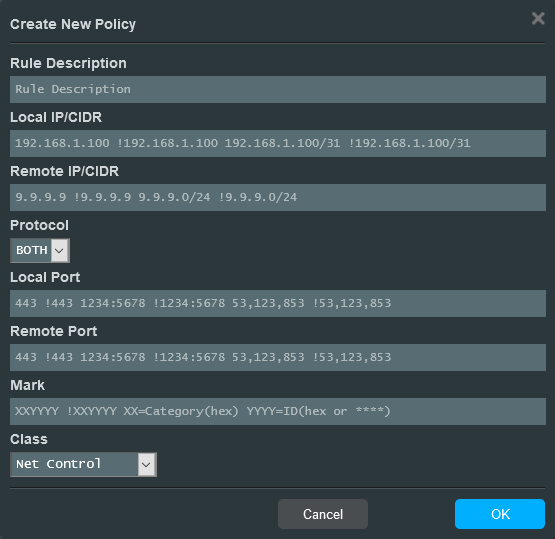 Create New Policy
Rule Description
Rule Description
Local IP/CIDR
192.168.1.100 !192.168.1.100 192.168.1.100/31 !192.168.1.100/31
Remote IP/CIDR
9.9.9.9 !9.9.9.9 9.9.9.0/24 !9.9.9.0/24
Protocol
BOTH
Local Port
443 !443 1234:5678 !1234:5678 53,123,853 !53,123,853
Remote Port
443 !443 1234:5678 !1234:5678 53,123,853 !53,123,853
Mark
XXYYYY !XXYYYY XX=Category(hex) YYYY=ID(hex or ****)
Class
Net Control
Cancel OK